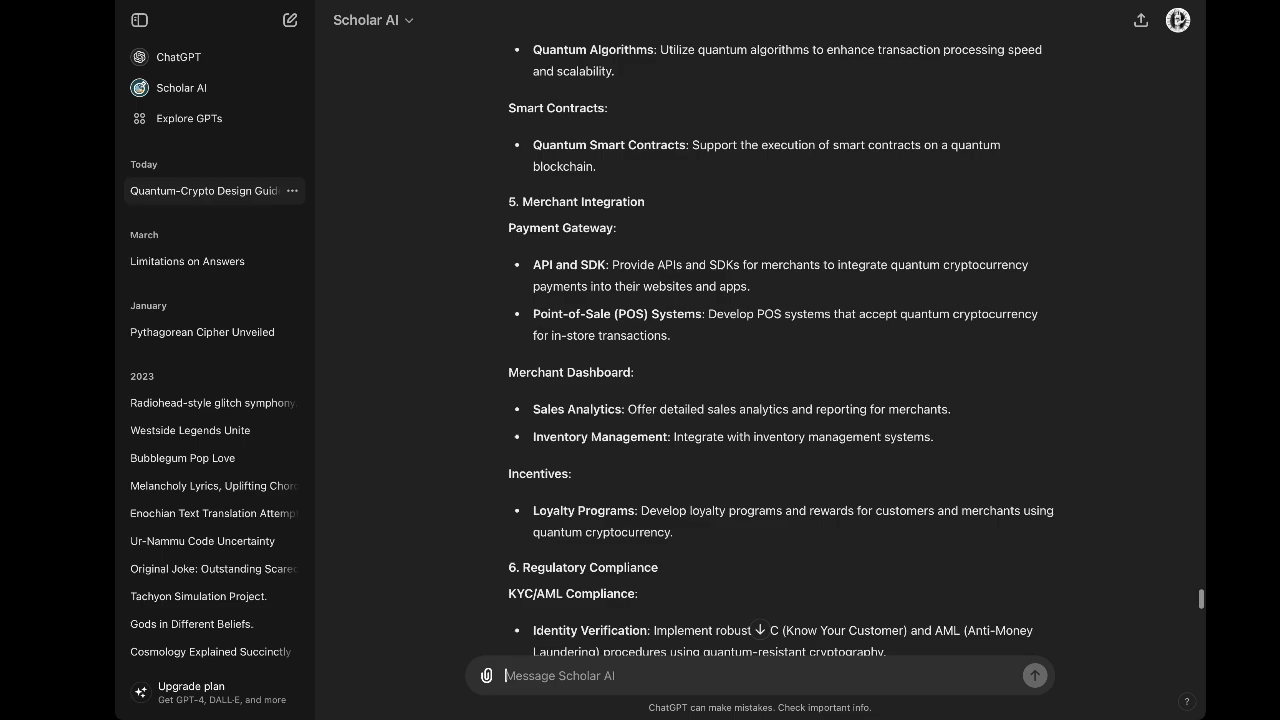 Scholar AI
ChatGPT
Scholar AI
Explore GPTs
Today
Quantum-Crypto Design Guid
March
Limitations on Answers
January
Pythagorean Cipher Unveiled
2023
Radiohead-style glitch symphony.
Westside Legends Unite
Bubblegum Pop Love
Melancholy Lyrics, Uplifting Chor
Enochian Text Translation Attempt
Ur-Nammu Code Uncertainty
Original Joke: Outstanding Scarec
Tachyon Simulation Project.
Gods in Different Beliefs.
Cosmology Explained Succinctly
Upgrade plan
Get GPT-4, DALL·E, and more
• Quantum Algorithms: Utilize quantum algorithms to enhance transaction processing speed
and scalability.
Smart Contracts:
• Quantum Smart Contracts: Support the execution of smart contracts on a quantum
blockchain.
5. Merchant Integration
Payment Gateway:
• API and SDK: Provide APIs and SDKs for merchants to integrate quantum cryptocurrency
payments into their websites and apps.
• Point-of-Sale (POS) Systems: Develop POS systems that accept quantum cryptocurrency
for in-store transactions.
Merchant Dashboard:
• Sales Analytics: Offer detailed sales analytics and reporting for merchants.
• Inventory Management: Integrate with inventory management systems.
Incentives:
• Loyalty Programs: Develop loyalty programs and rewards for customers and merchants using
quantum cryptocurrency.
6. Regulatory Compliance
KYC/AML Compliance:
• Identity Verification: Implement robust C (Know Your Customer) and AML (Anti-Money
Laundering) procedures using quantum-resistant cryptography.
Message Scholar AI
ChatGPT can make mistakes. Check important info.
?